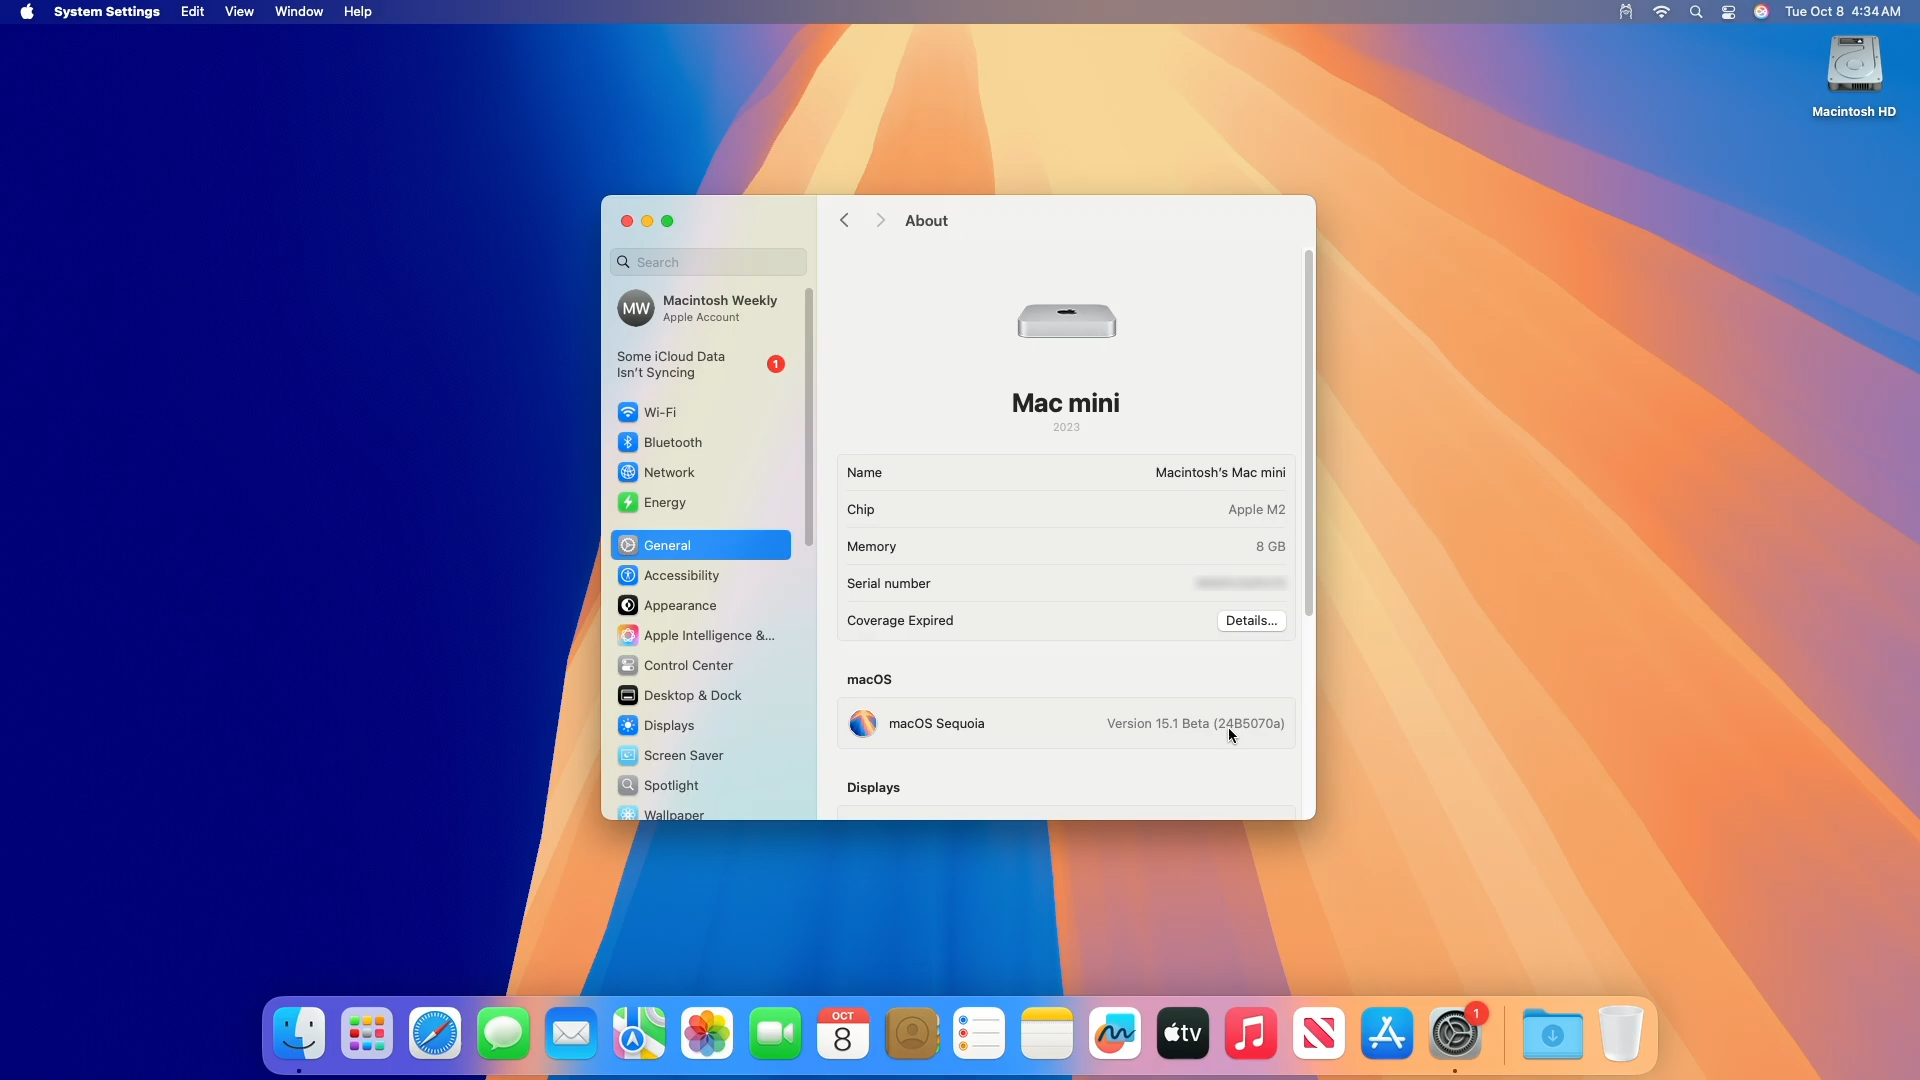 System Settings Edit View Window Help
Tue Oct 8 4:34 AM
Macintosh HD
About
Search
MW
Macintosh Weekly
Apple Account
Some iCloud Data
Isn't Syncing
1
Wi-Fi
Bluetooth
Network
Energy
General
Accessibility
Appearance
Apple Intelligence &...
Control Center
Desktop & Dock
Displays
Screen Saver
Spotlight
Wallpaper
Mac mini
2023
Name Macintosh's Mac mini
Chip Apple M2
Memory 8 GB
Serial number
Coverage Expired Details...
macOS
macOS Sequoia Version 15.1 Beta (24B5070a)
Displays
OCT
8
tv
1